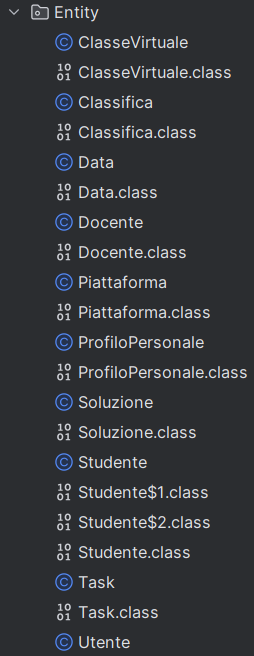 Entity
ClasseVirtuale
ClasseVirtuale.class
Classifica
Classifica.class
Data
Data.class
Docente
Docente.class
Piattaforma
Piattaforma.class
ProfiloPersonale
ProfiloPersonale.class
Soluzione
Soluzione.class
Studente
Studente$1.class
Studente$2.class
Studente.class
Task
Task.class
Utente